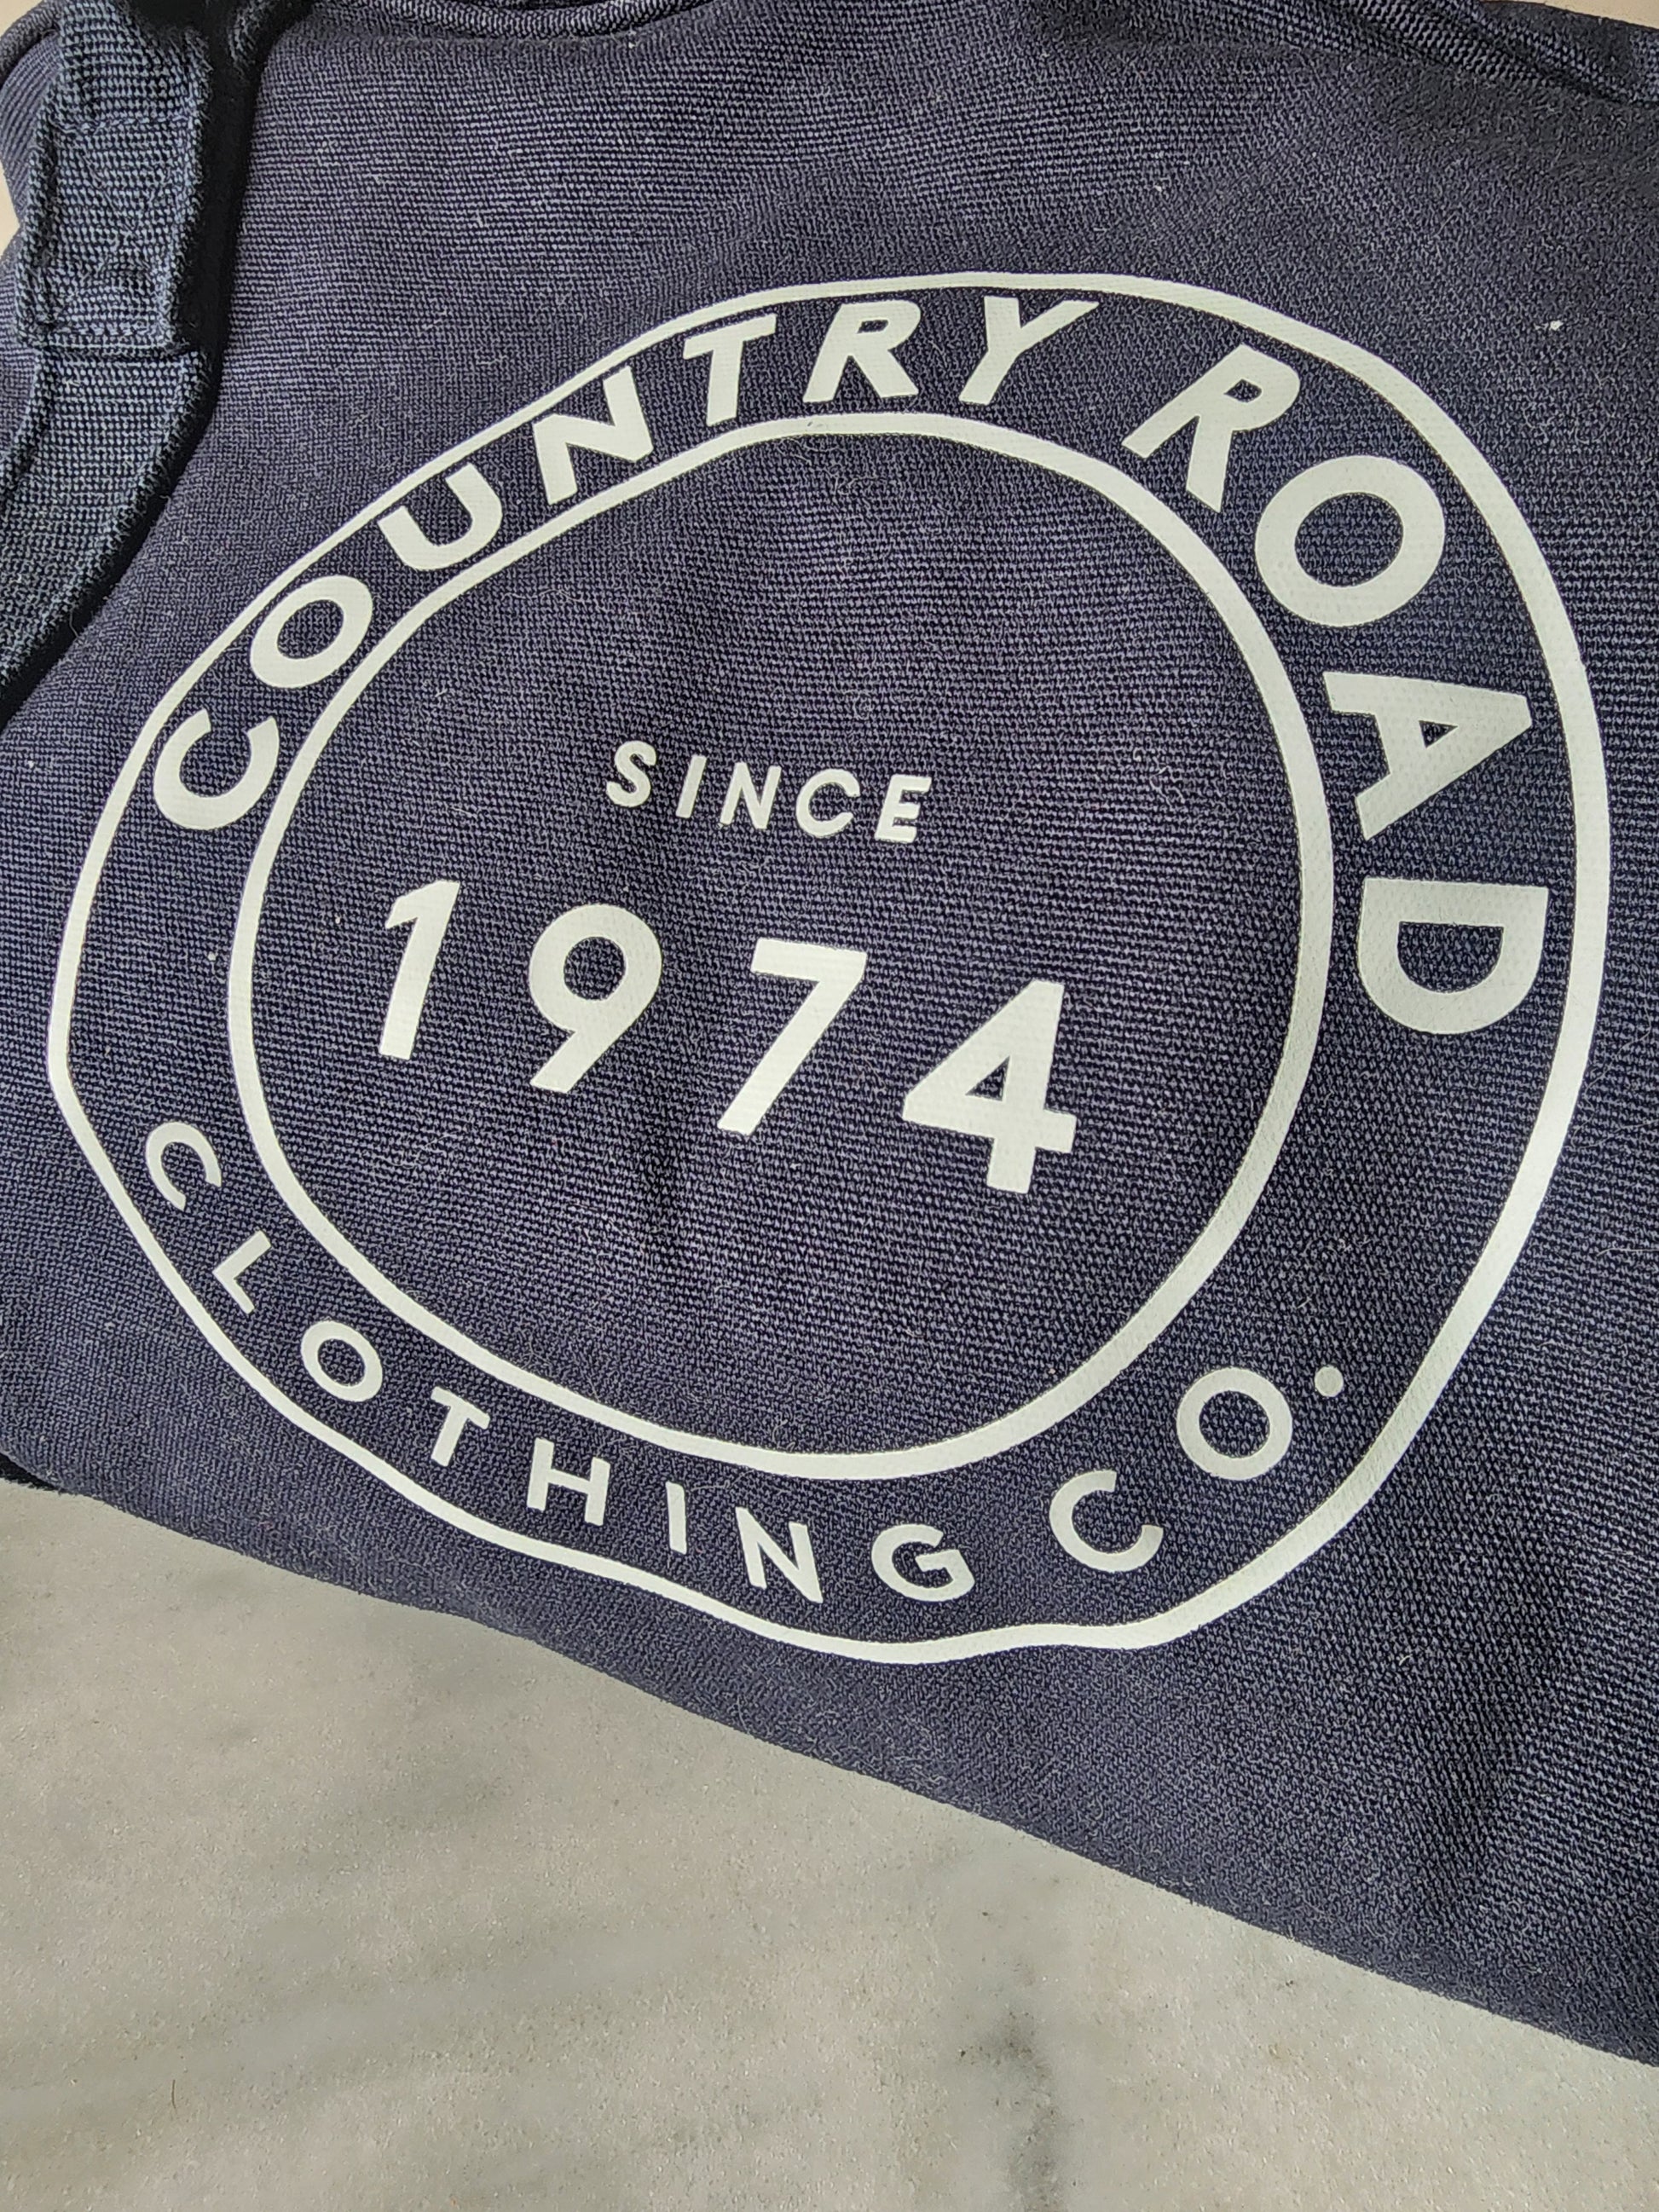 COUNTRY ROAD
SINCE
1974
CLOTHING CO.